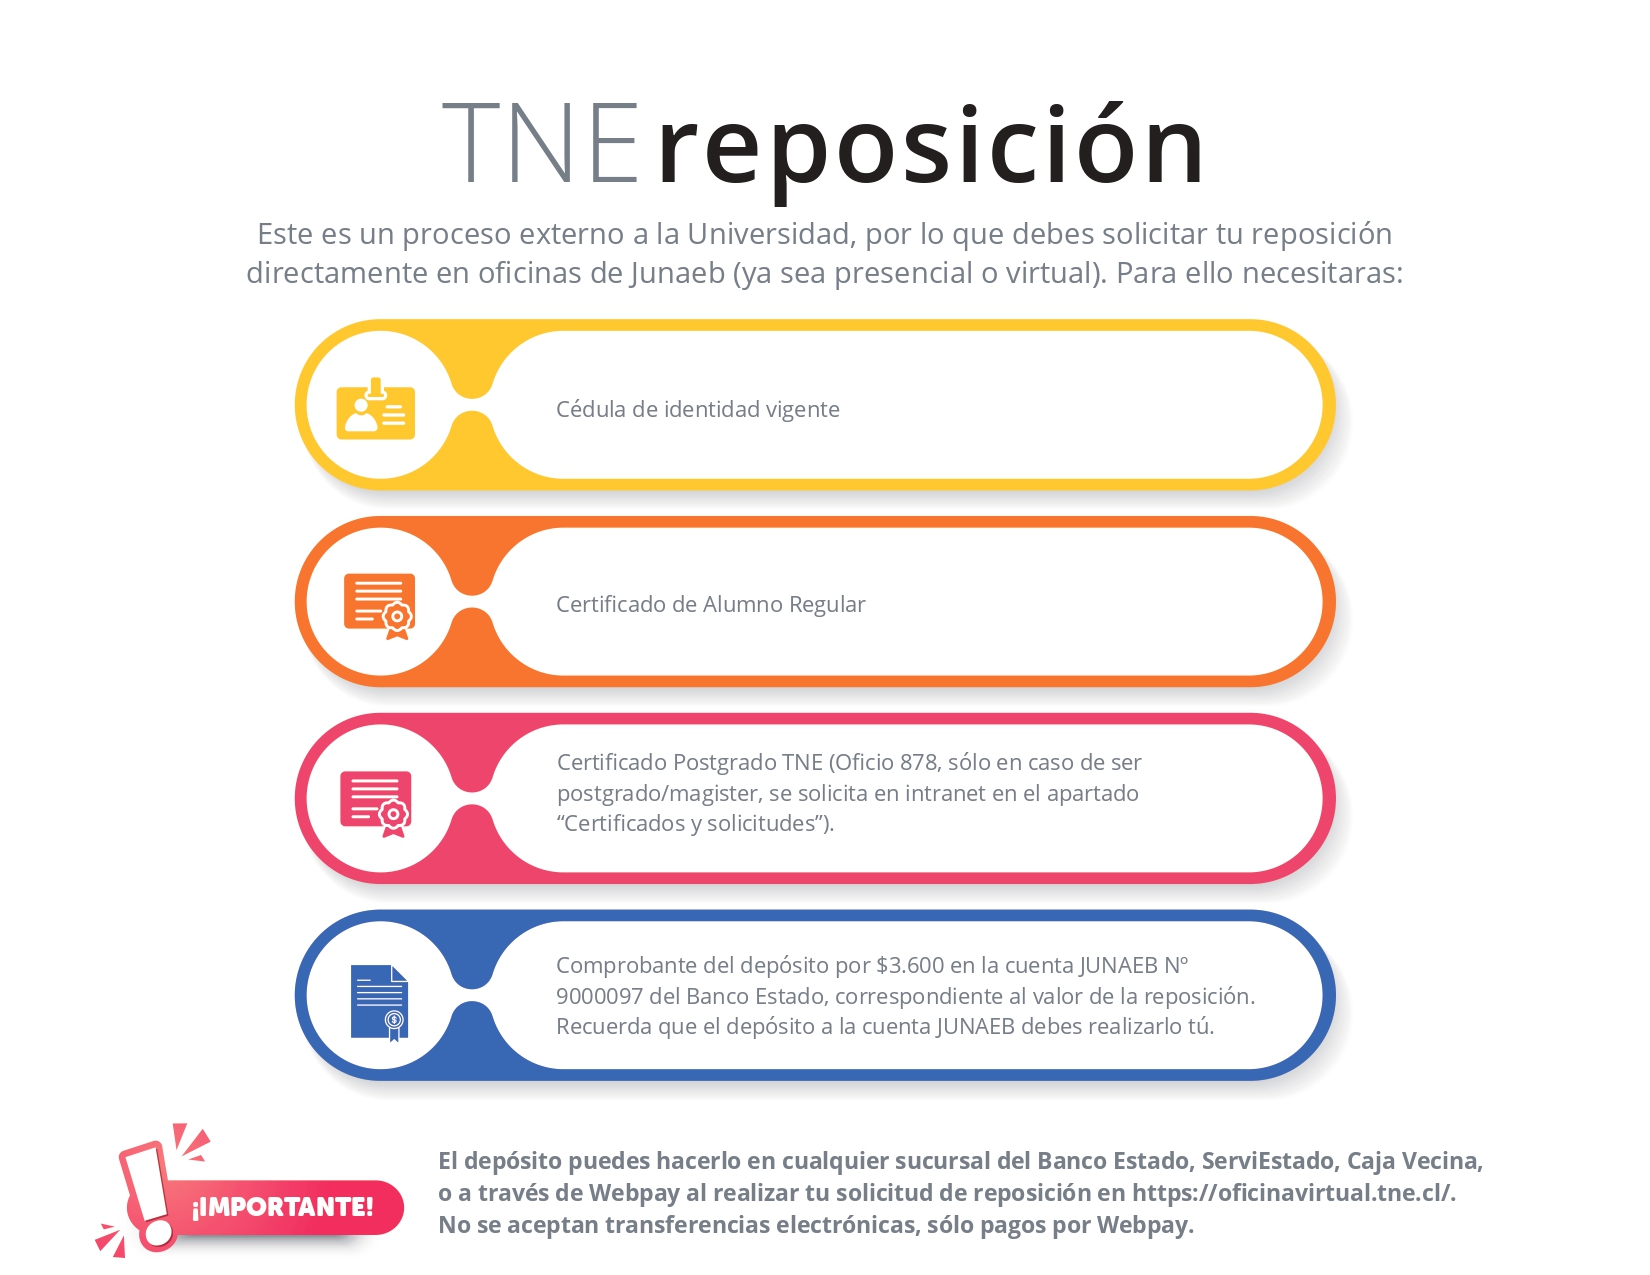 TNE reposición
Este es un proceso externo a la Universidad, por lo que debes solicitar tu reposición
directamente en oficinas de Junaeb (ya sea presencial o virtual). Para ello necesitaras:
Cédula de identidad vigente
Certificado de Alumno Regular
Certificado Postgrado TNE (Oficio 878, sólo en caso de ser
postgrado/magister, se solicita en intranet en el apartado
“Certificados y solicitudes”).
Comprobante del depósito por $3.600 en la cuenta JUNAEB Nº
9000097 del Banco Estado, correspondiente al valor de la reposición.
Recuerda que el depósito a la cuenta JUNAEB debes realizarlo tú.
¡IMPORTANTE!
El depósito puedes hacerlo en cualquier sucursal del Banco Estado, ServiEstado, Caja Vecina,
o a través de Webpay al realizar tu solicitud de reposición en https://oficinavirtual.tne.cl/.
No se aceptan transferencias electrónicas, sólo pagos por Webpay.